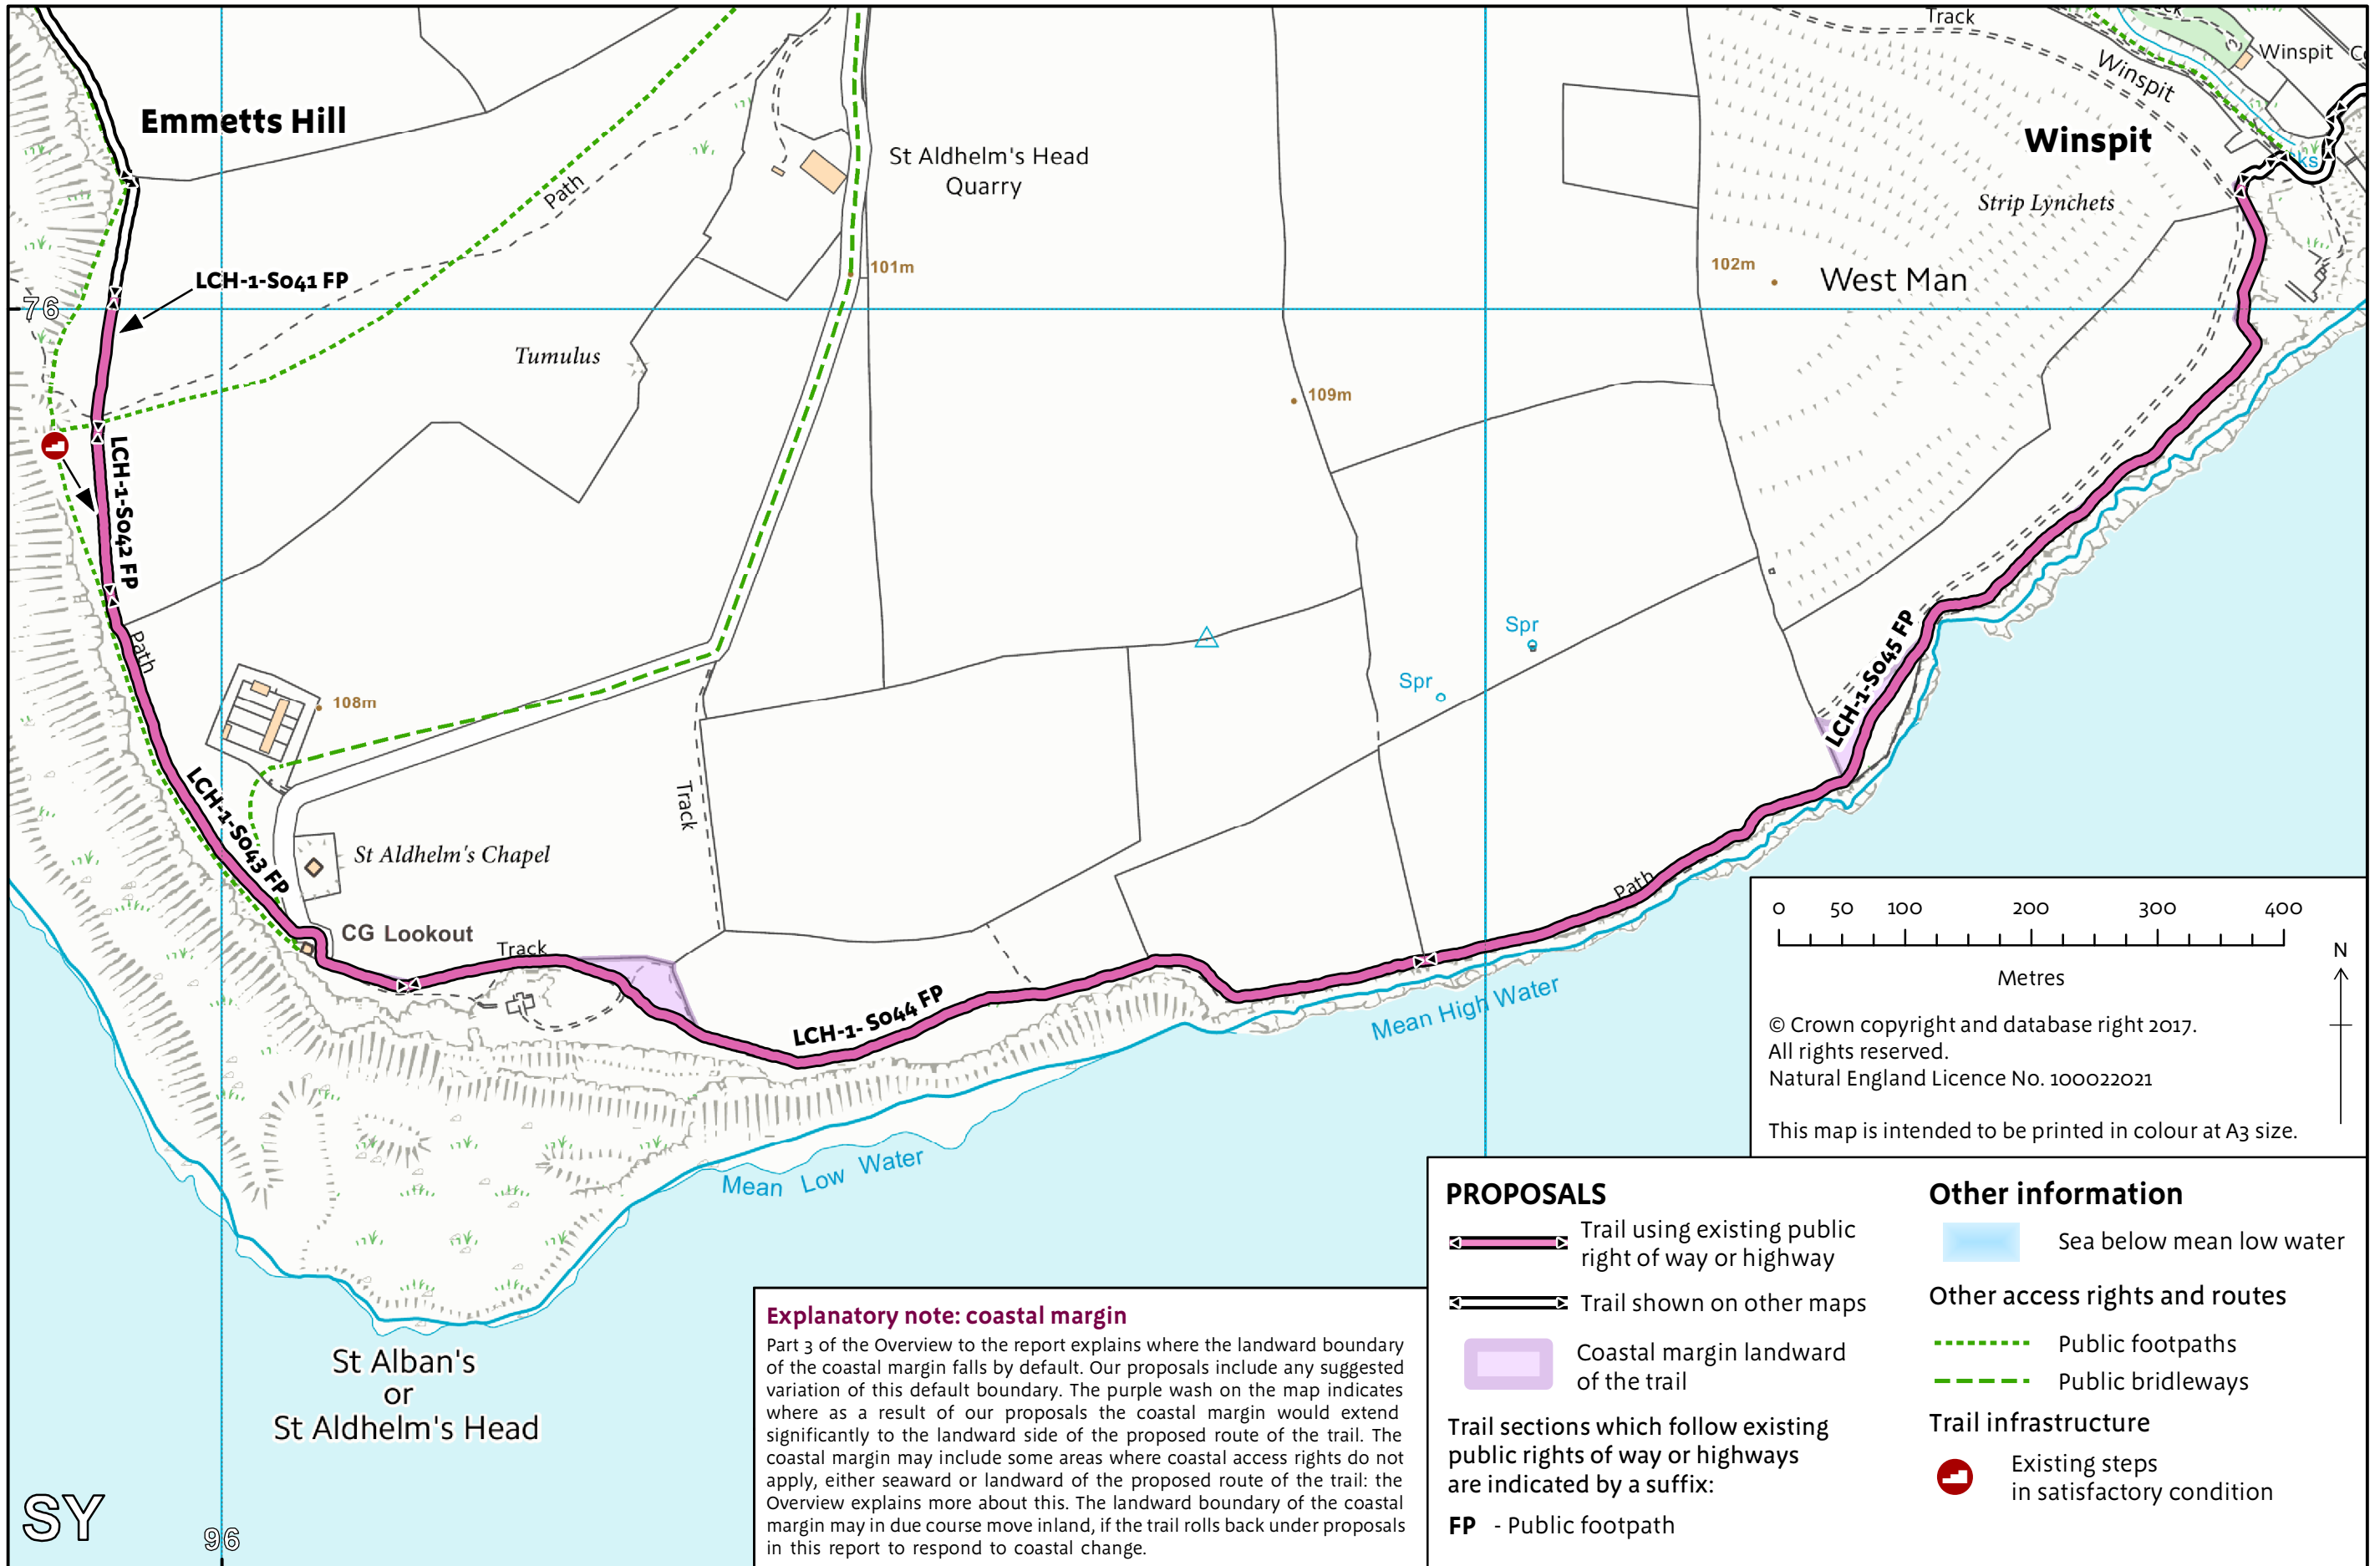 Track
Winspit
Winspit
Emmetts Hill
Winspit
St Aldhelm's Head
Quarry
Path
Strip Lynchets
LCH-1-S041 FP
101m
102m
West Man
76
Tumulus
109m
LCH-1-S042 FP
Path
Spr
Spr
108m
LCH-1-S045 FP
Track
LCH-1-S043 FP
St Aldhelm's Chapel
CG Lookout
Track
Path
LCH-1- S044 FP
Mean High Water
Mean Low Water
0 50 100 200 300 400
Metres
N
© Crown copyright and database right 2017.
All rights reserved.
Natural England Licence No. 100022021
This map is intended to be printed in colour at A3 size.
St Alban's
or
St Aldhelm's Head
SY
96
Explanatory note: coastal margin
Part 3 of the Overview to the report explains where the landward boundary
of the coastal margin falls by default. Our proposals include any suggested
variation of this default boundary. The purple wash on the map indicates
where as a result of our proposals the coastal margin would extend
significantly to the landward side of the proposed route of the trail. The
coastal margin may include some areas where coastal access rights do not
apply, either seaward or landward of the proposed route of the trail: the
Overview explains more about this. The landward boundary of the coastal
margin may in due course move inland, if the trail rolls back under proposals
in this report to respond to coastal change.
PROPOSALS
Trail using existing public
right of way or highway
Trail shown on other maps
Coastal margin landward
of the trail
Trail sections which follow existing
public rights of way or highways
are indicated by a suffix:
FP - Public footpath
Other information
Sea below mean low water
Other access rights and routes
Public footpaths
Public bridleways
Trail infrastructure
Existing steps
in satisfactory condition